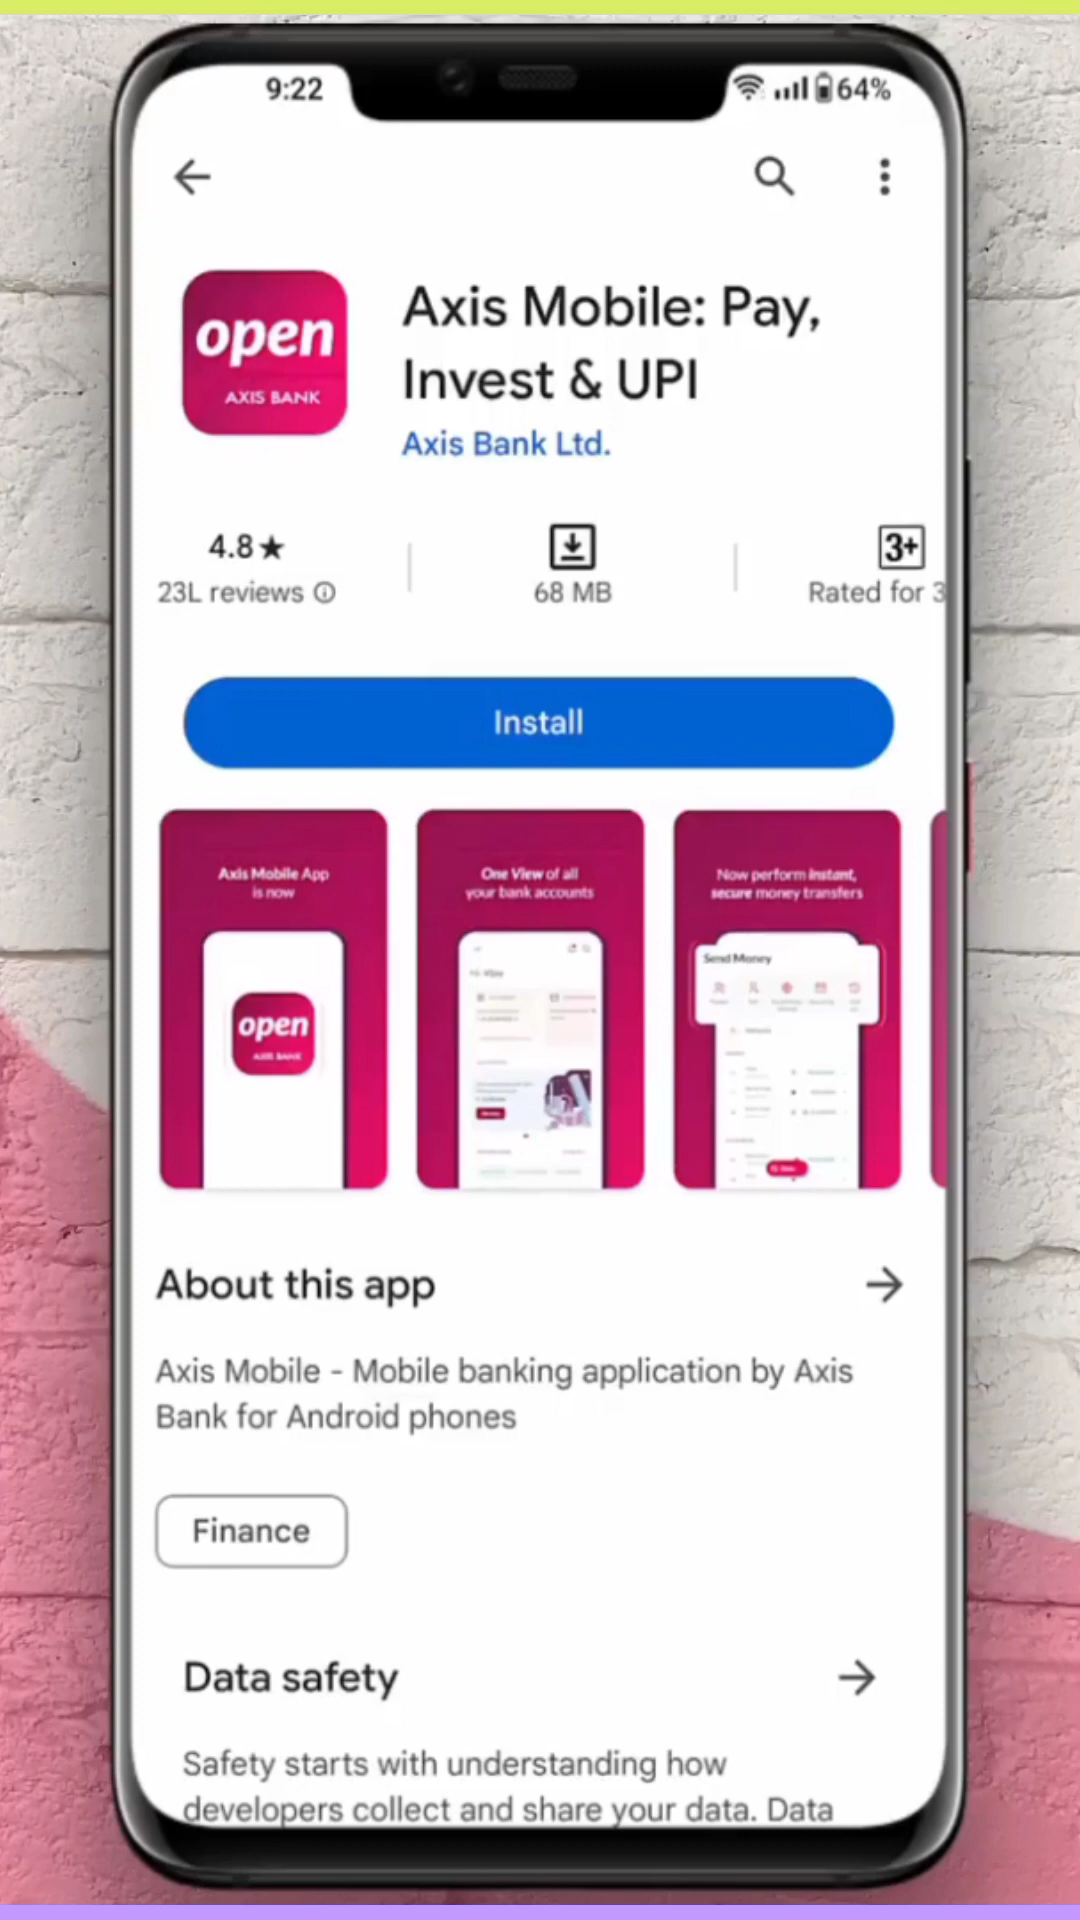 9:22
64%
open
AXIS BANK
Axis Mobile: Pay,
Invest & UPI
Axis Bank Ltd.
4.8★
23L reviews
68 MB
3+
Rated for 3
Install
Axis Mobile App
is now
open
AXIS BANK
One View of all
your bank accounts
Now perform instant,
secure money transfers
Send Money
About this app
Axis Mobile - Mobile banking application by Axis
Bank for Android phones
Finance
Data safety
Safety starts with understanding how
developers collect and share your data. Data